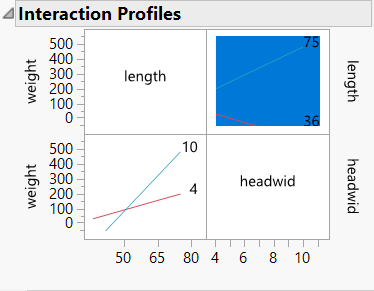 Interaction Profiles
weight
500
400
300
200
100
0
length
75
36
length
weight
500
400
300
200
100
0
10
4
headwid
headwid
50 65 80 4 6 8 10